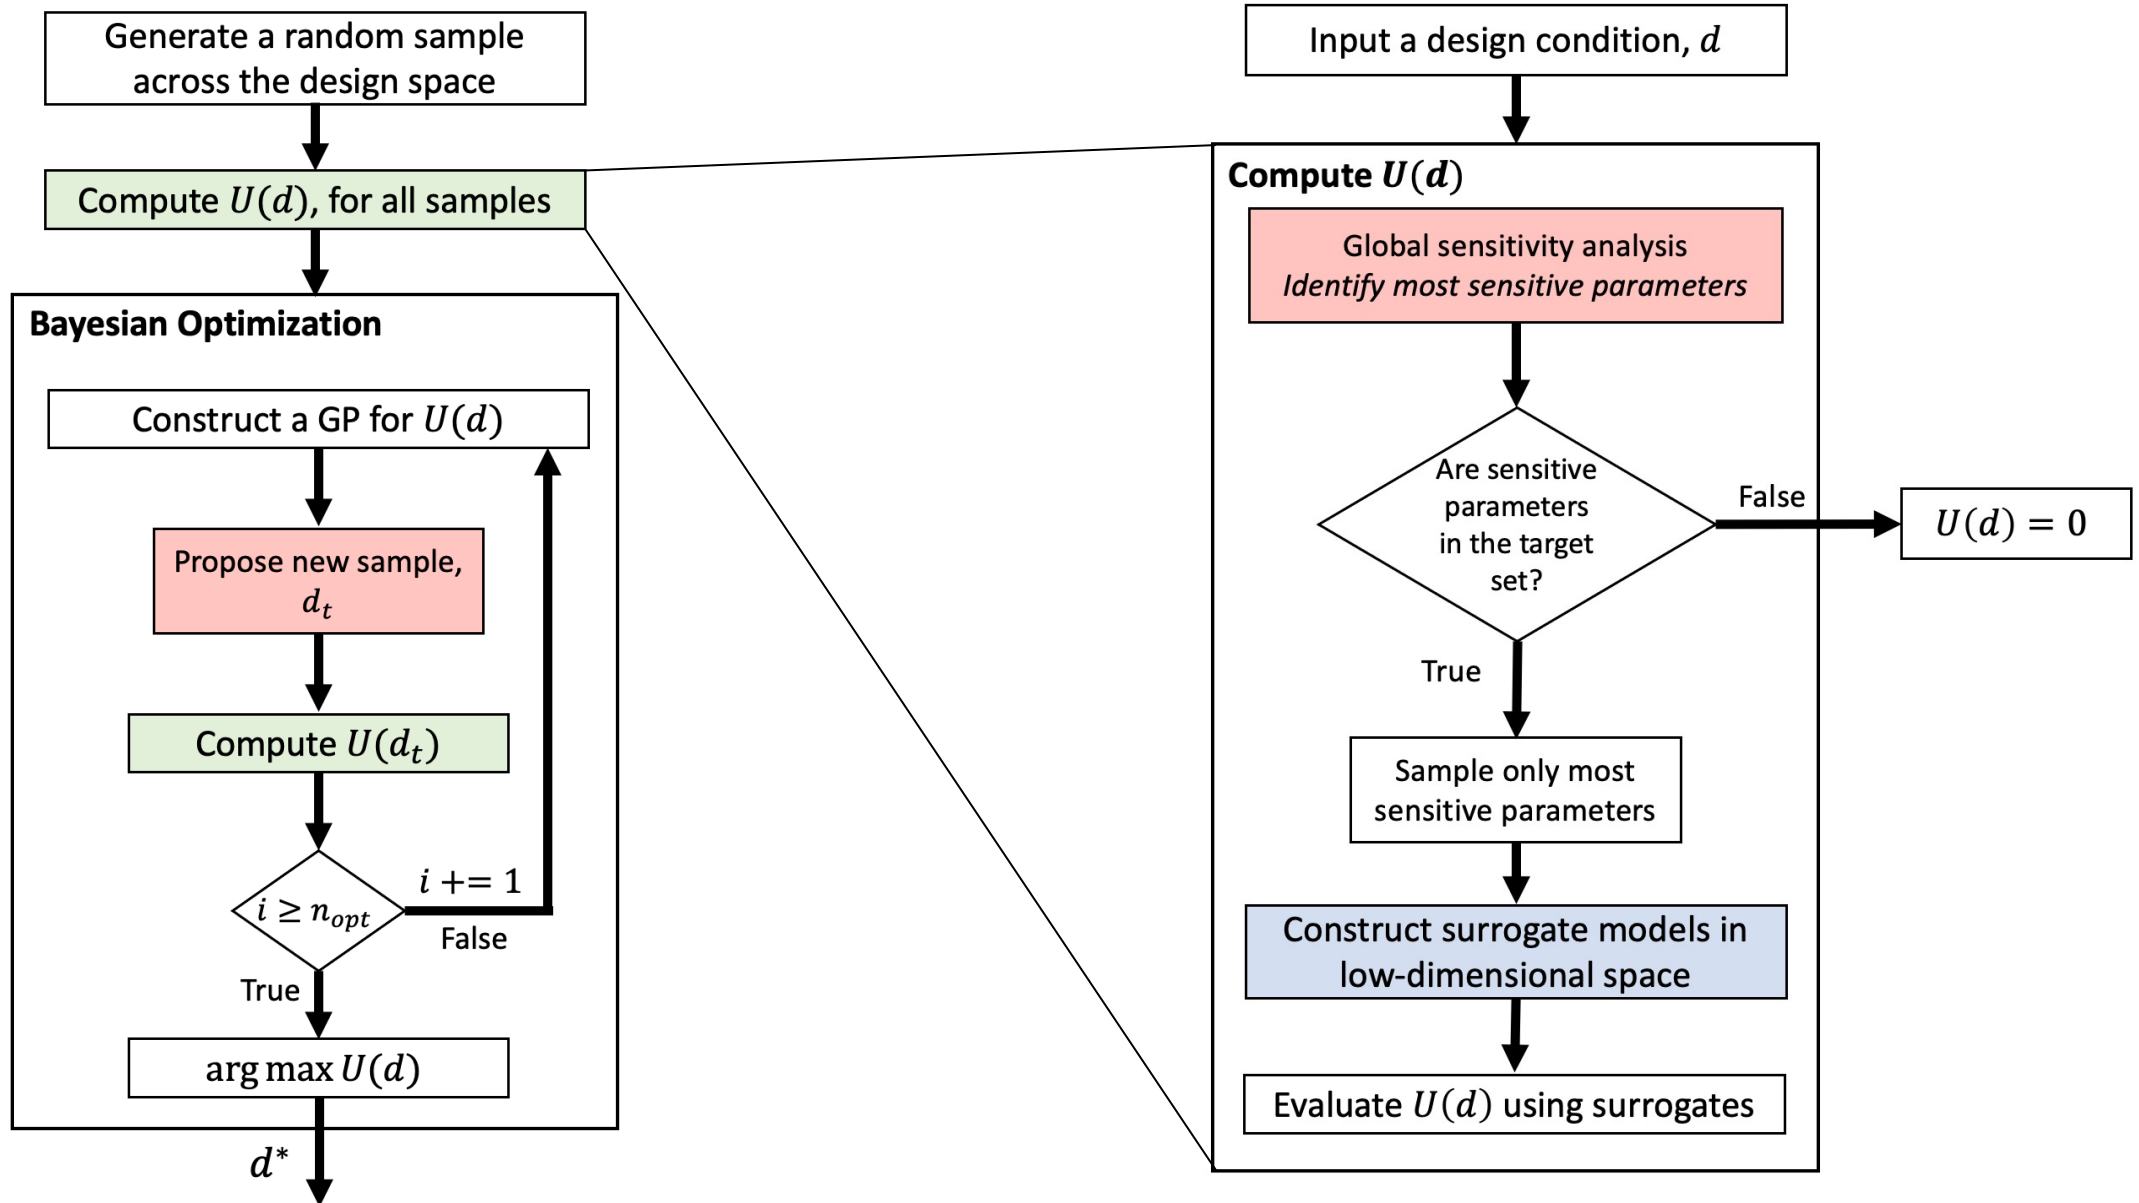 Generate a random sample
across the design space
Compute U(d), for all samples
Bayesian Optimization
Construct a GP for U(d)
Propose new sample,
dₜ
Compute U(dₜ)
i += 1
i ≥ nₒₚₜ
False
True
arg max U(d)
d*
Input a design condition, d
Compute U(d)
Global sensitivity analysis
Identify most sensitive parameters
Are sensitive
parameters
in the target
set?
False
U(d) = 0
True
Sample only most
sensitive parameters
Construct surrogate models in
low-dimensional space
Evaluate U(d) using surrogates